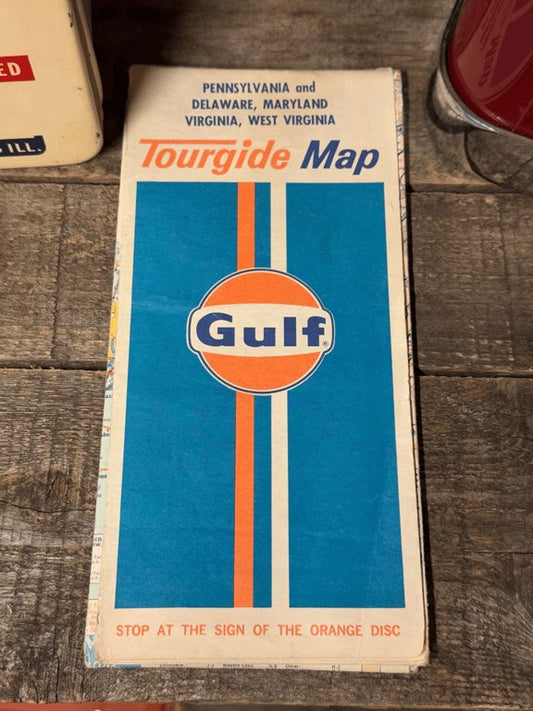 ED
ILL.
PENNSYLVANIA and
DELAWARE, MARYLAND
VIRGINIA, WEST VIRGINIA
Tourgide Map
Gulf®
STOP AT THE SIGN OF THE ORANGE DISC